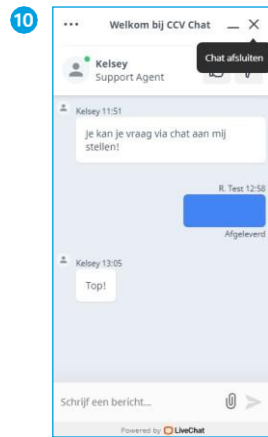 10
Welkom bij CCV Chat
Kelsey
Support Agent
Chat afsluiten
Kelsey 11:51
Je kan je vraag via chat aan mij
stellen!
R. Test 12:58
Afgeleverd
Kelsey 13:05
Top!
Schrijf een bericht...
Powered by LiveChat